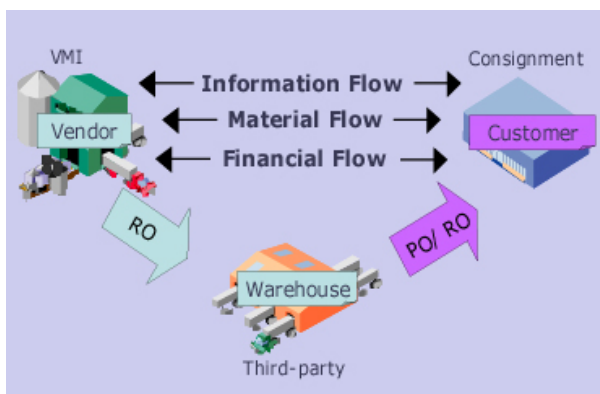 VMI
Consignment
Information Flow
Material Flow
Vendor
Customer
Financial Flow
RO
PO/ RO
Warehouse
Third-party